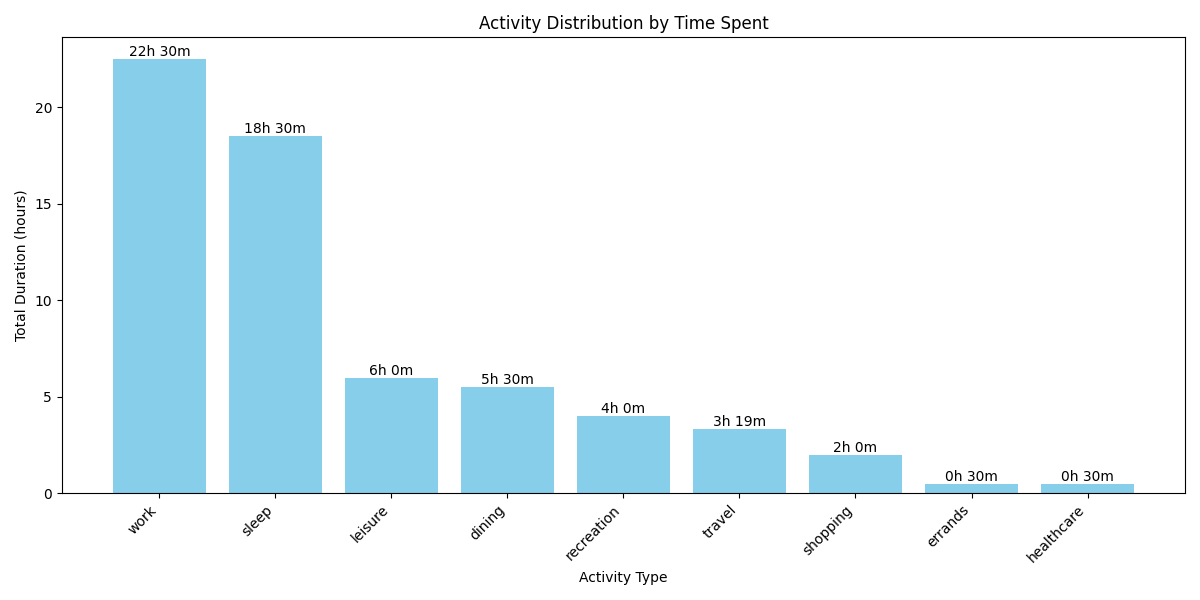 Activity Distribution by Time Spent
Total Duration (hours)
20
15
10
5
0
22h 30m
18h 30m
6h 0m
5h 30m
4h 0m
3h 19m
2h 0m
0h 30m
0h 30m
work
sleep
leisure
dining
recreation
travel
shopping
errands
healthcare
Activity Type